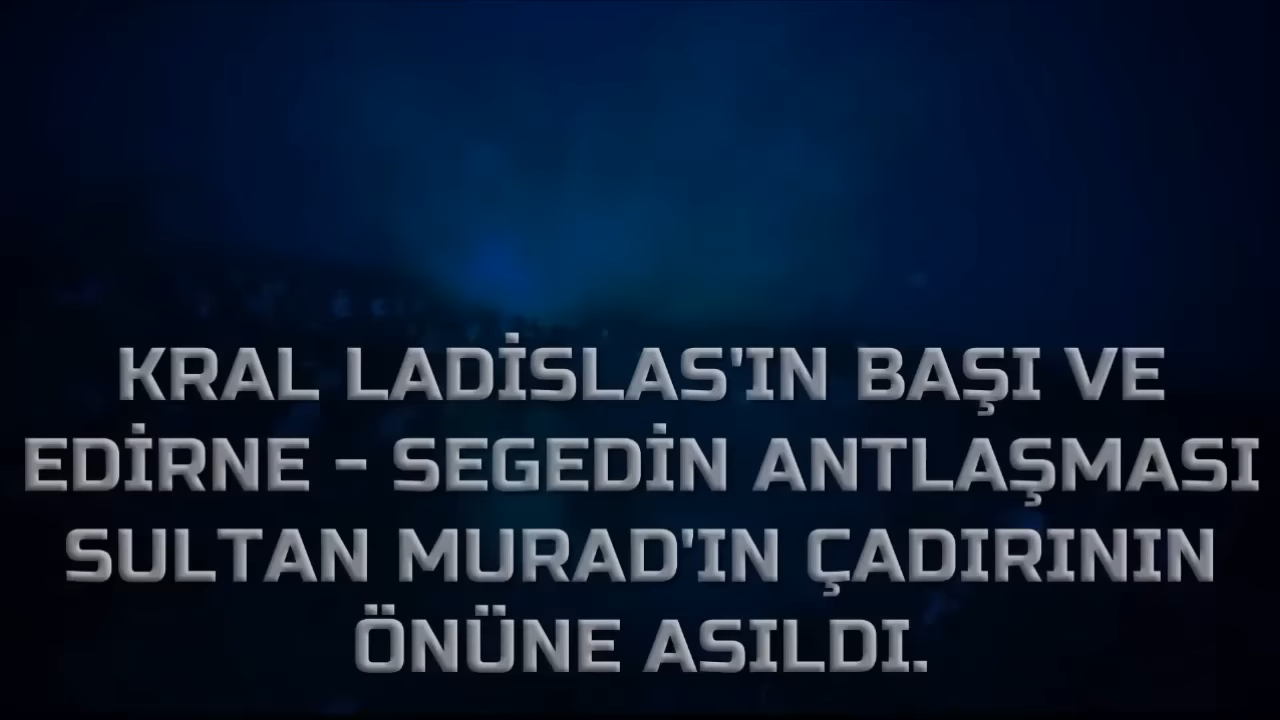 KRAL LADİSLAS'IN BAŞI VE
EDİRNE - SEGEDİN ANTLAŞMASI
SULTAN MURAD'IN ÇADIRININ
ÖNÜNE ASILDI.